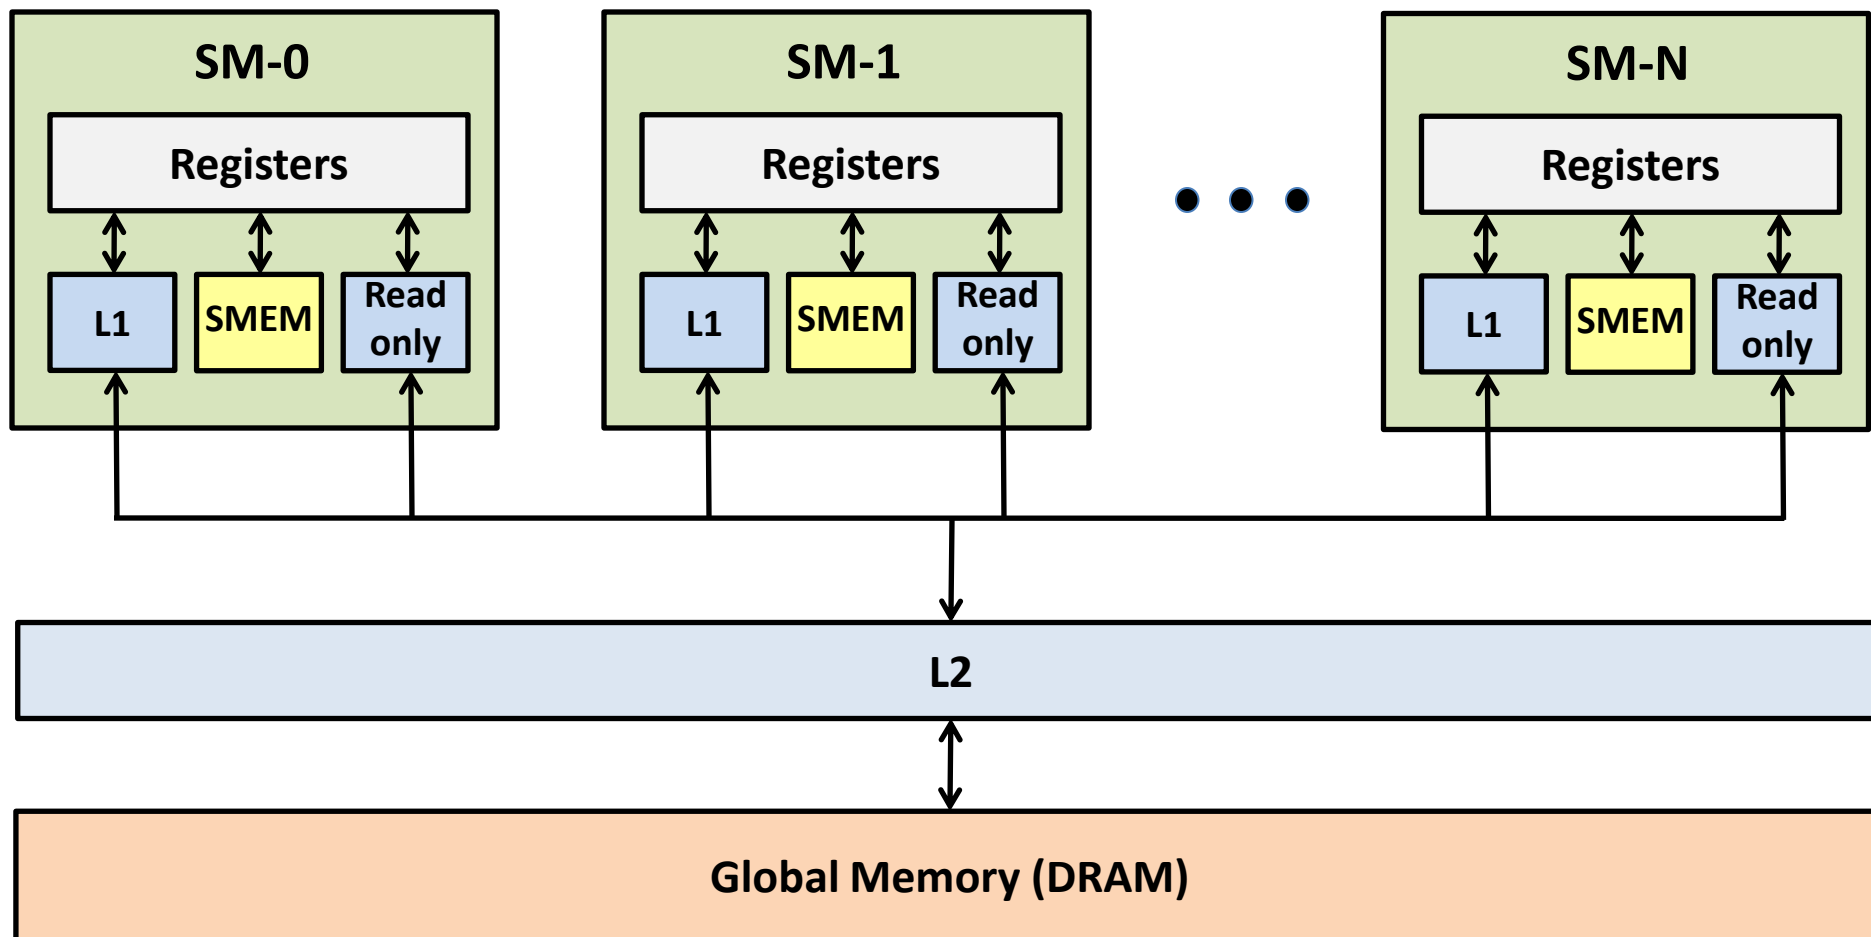 SM-0
SM-1
SM-N
Registers
Registers
Registers
L1
SMEM
Read
only
L1
SMEM
Read
only
L1
SMEM
Read
only
L2
Global Memory (DRAM)